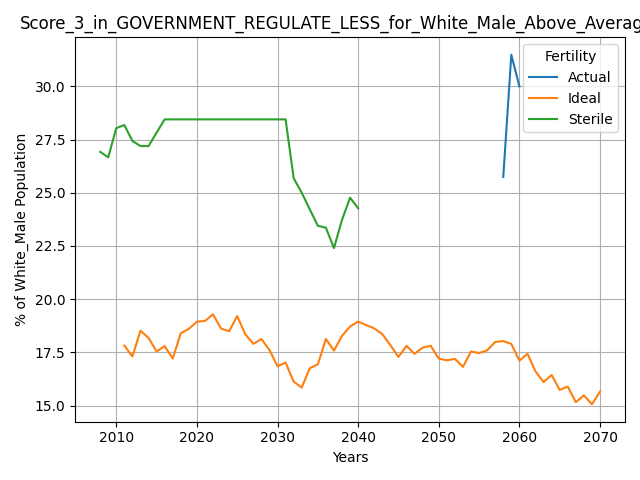 Score_3_in_GOVERNMENT_REGULATE_LESS_for_White_Male_Above_Averag
Fertility
Actual
Ideal
Sterile
% of White_Male Population
30.0
27.5
25.0
22.5
20.0
17.5
15.0
2010 2020 2030 2040 2050 2060 2070
Years